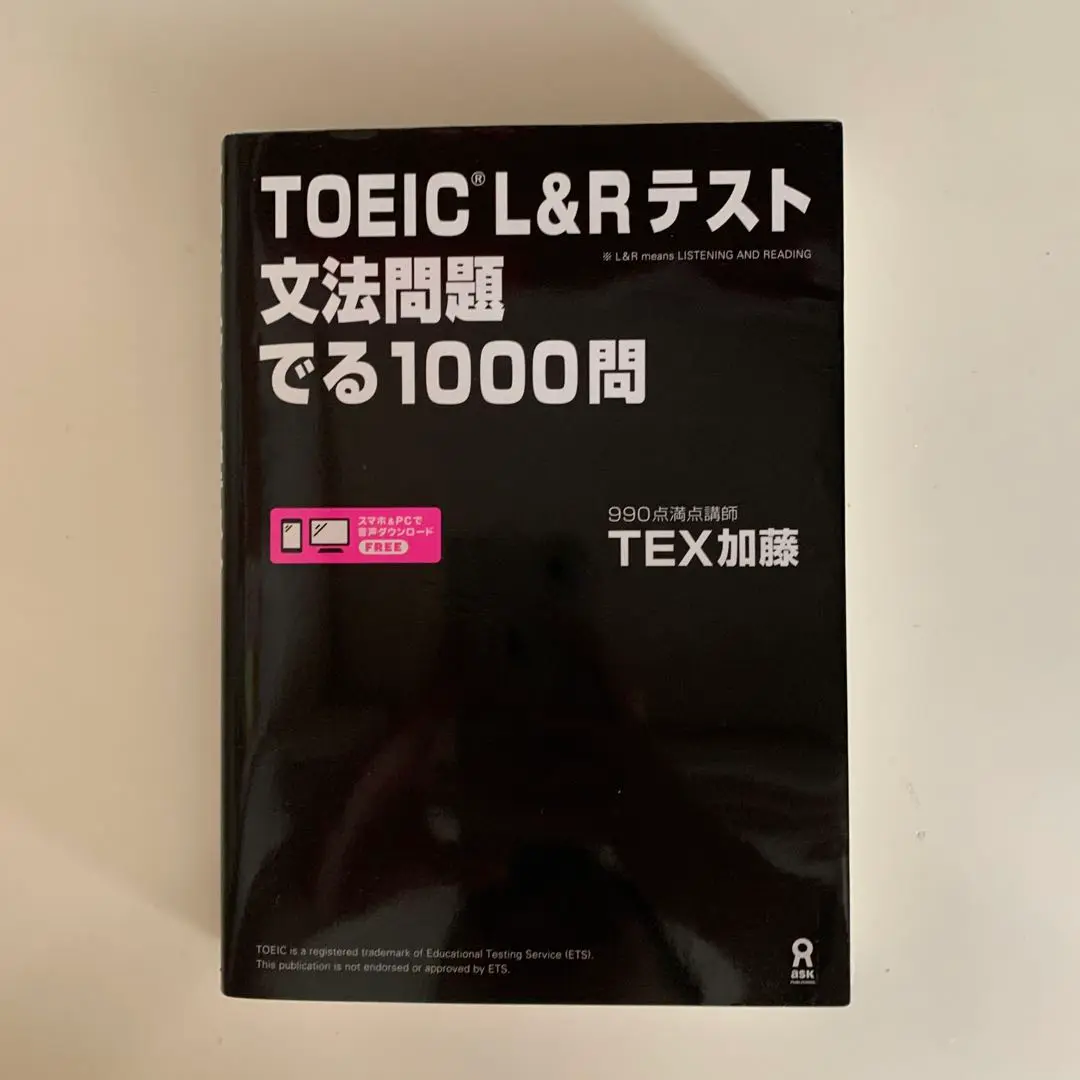 TOEIC® L&R テスト
※ L&R means LISTENING AND READING
文法問題
でる1000問
スマホ&PCで
音声ダウンロード
FREE
990点満点講師
TEX加藤
TOEIC is a registered trademark of Educational Testing Service (ETS).
This publication is not endorsed or approved by ETS.
ask
PUBLISHING